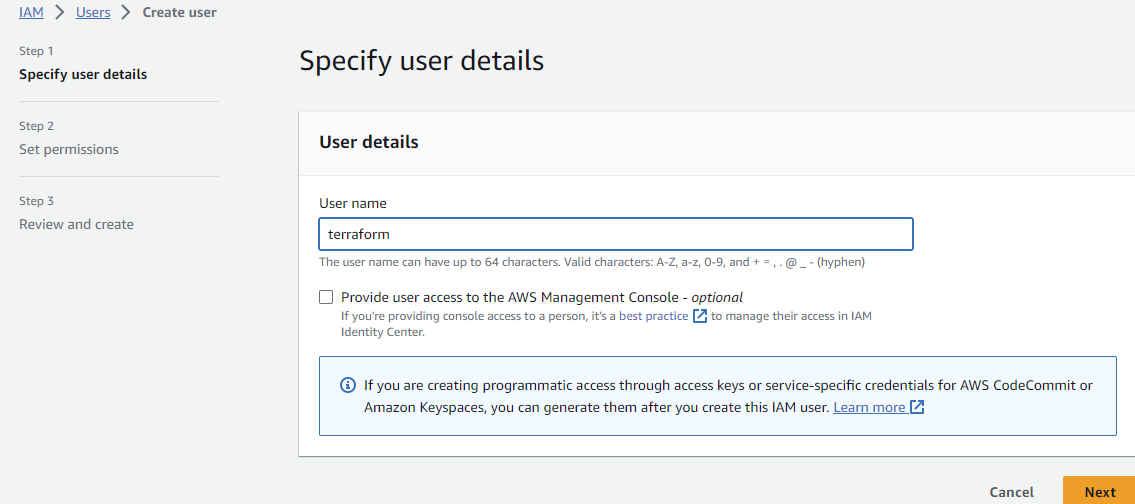 IAM > Users > Create user
Step 1
Specify user details
Step 2
Set permissions
Step 3
Review and create
Specify user details
User details
User name
terraform
The user name can have up to 64 characters. Valid characters: A-Z, a-z, 0-9, and + = , . @ _ - (hyphen)
Provide user access to the AWS Management Console - optional
If you're providing console access to a person, it's a best practice to manage their access in IAM
Identity Center.
If you are creating programmatic access through access keys or service-specific credentials for AWS CodeCommit or
Amazon Keyspaces, you can generate them after you create this IAM user. Learn more
Cancel
Next